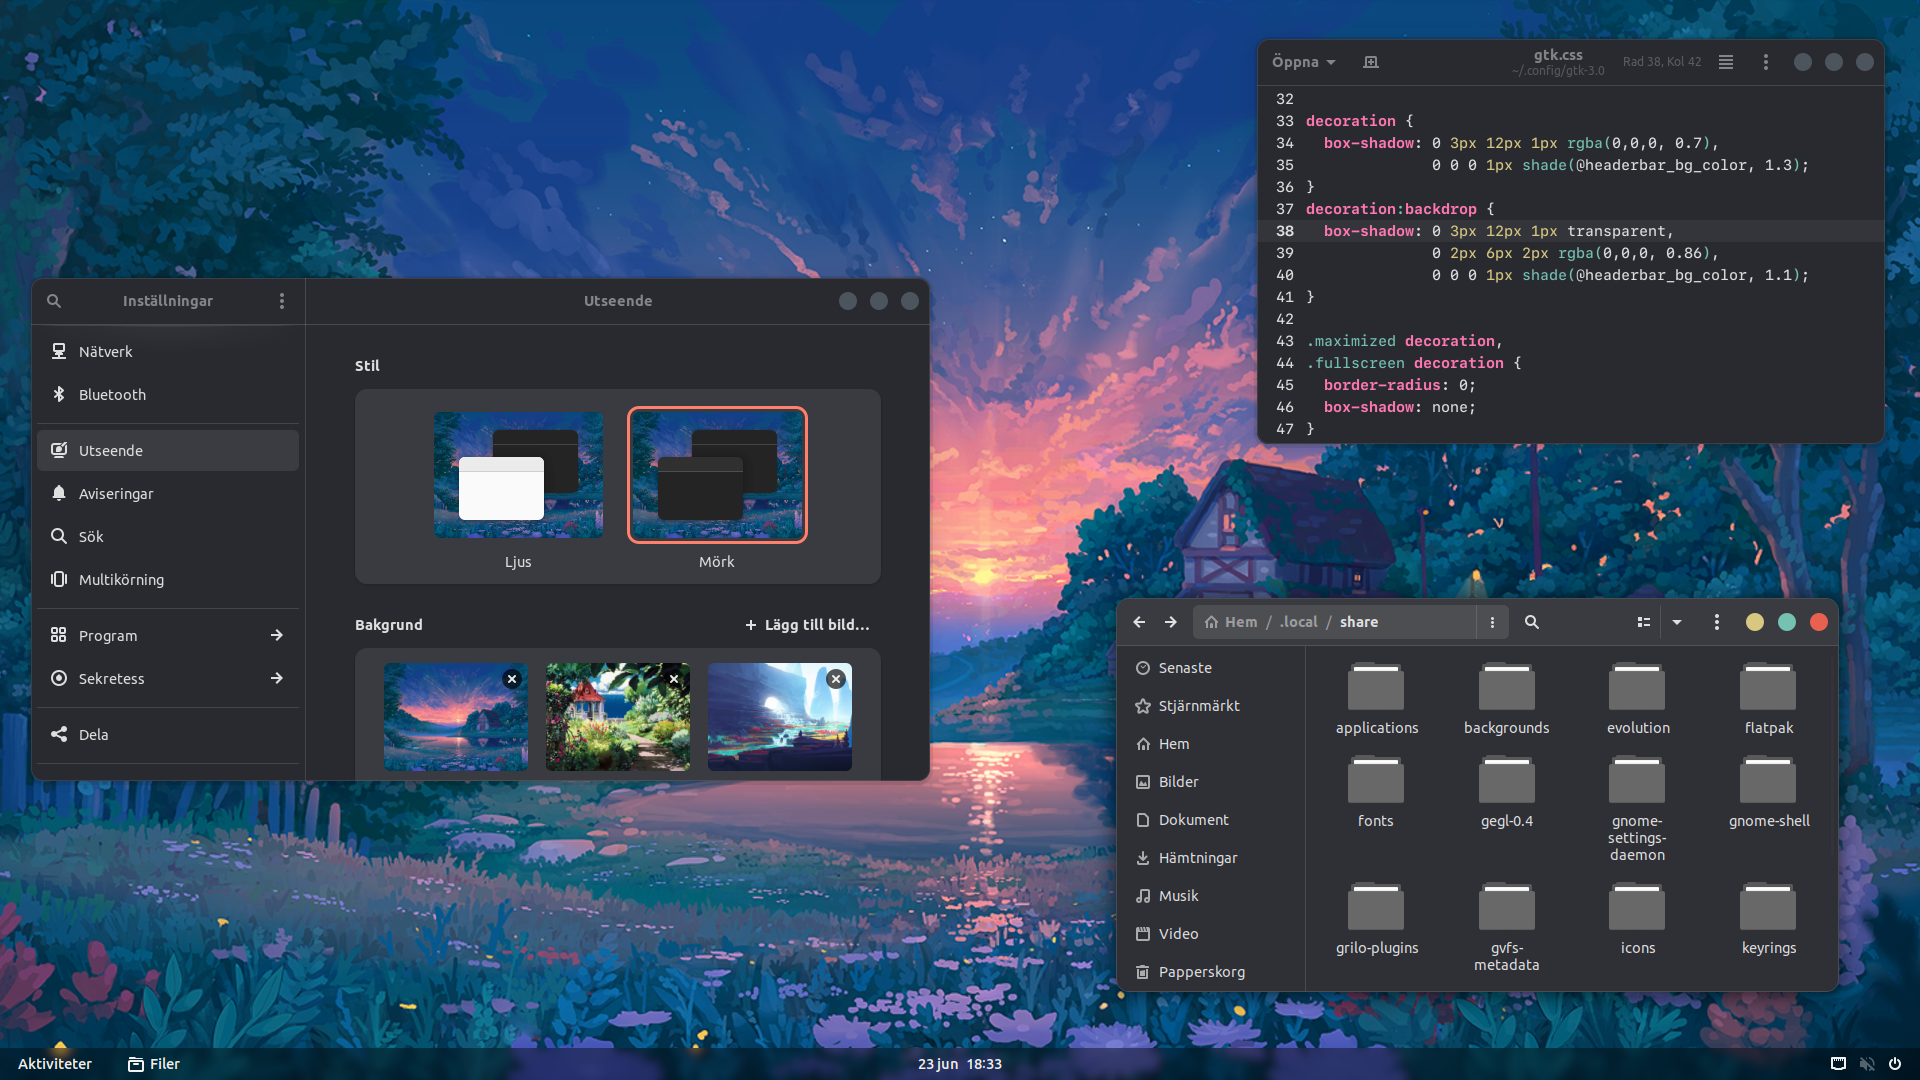 Inställningar
Utseende
Nätverk
Bluetooth
Utseende
Aviseringar
Sök
Multikörning
Program
Sekretess
Dela
Stil
Ljus
Mörk
Bakgrund
+ Lägg till bild…
Öppna
gtk.css
~/.config/gtk-3.0
Rad 38, Kol 42
32
33 decoration {
34 box-shadow: 0 3px 12px 1px rgba(0,0,0, 0.7),
35 0 0 0 1px shade(@headerbar_bg_color, 1.3);
36 }
37 decoration:backdrop {
38 box-shadow: 0 3px 12px 1px transparent,
39 0 2px 6px 2px rgba(0,0,0, 0.86),
40 0 0 0 1px shade(@headerbar_bg_color, 1.1);
41 }
42
43 .maximized decoration,
44 .fullscreen decoration {
45 border-radius: 0;
46 box-shadow: none;
47 }
Hem / .local / share
Senaste
Stjärnmärkt
Hem
Bilder
Dokument
Hämtningar
Musik
Video
Papperskorg
applications
backgrounds
evolution
flatpak
fonts
gegl-0.4
gnome-
settings-
daemon
gnome-shell
grilo-plugins
gvfs-
metadata
icons
keyrings
Aktiviteter
Filer
23 jun 18:33